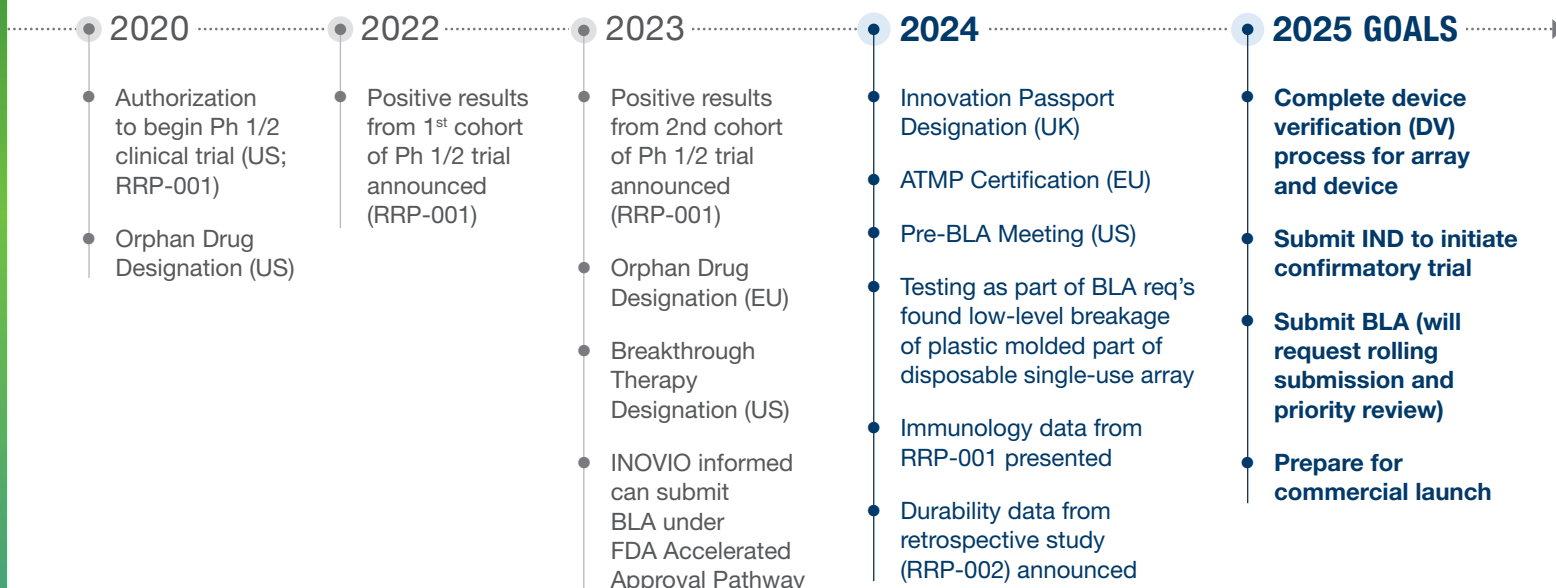 2020
Authorization
to begin Ph 1/2
clinical trial (US;
RRP-001)
Orphan Drug
Designation (US)
2022
Positive results
from 1st cohort
of Ph 1/2 trial
announced
(RRP-001)
2023
Positive results
from 2nd cohort
of Ph 1/2 trial
announced
(RRP-001)
Orphan Drug
Designation (EU)
Breakthrough
Therapy
Designation (US)
INOVIO informed
can submit
BLA under
FDA Accelerated
Approval Pathway
2024
Innovation Passport
Designation (UK)
ATMP Certification (EU)
Pre-BLA Meeting (US)
Testing as part of BLA req’s
found low-level breakage
of plastic molded part of
disposable single-use array
Immunology data from
RRP-001 presented
Durability data from
retrospective study
(RRP-002) announced
2025 GOALS
Complete device
verification (DV)
process for array
and device
Submit IND to initiate
confirmatory trial
Submit BLA (will
request rolling
submission and
priority review)
Prepare for
commercial launch